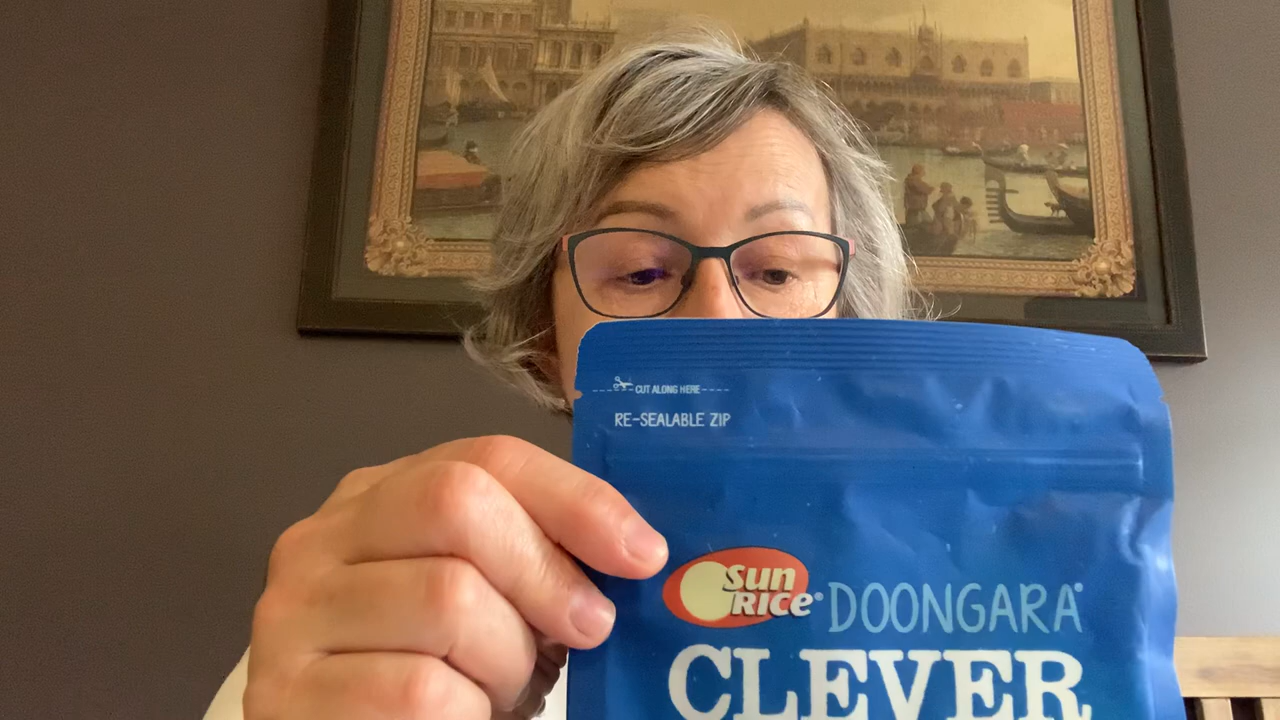 CUT ALONG HERE
RE-SEALABLE ZIP
Sun
RICE®
DOONGARA®
CLEVER